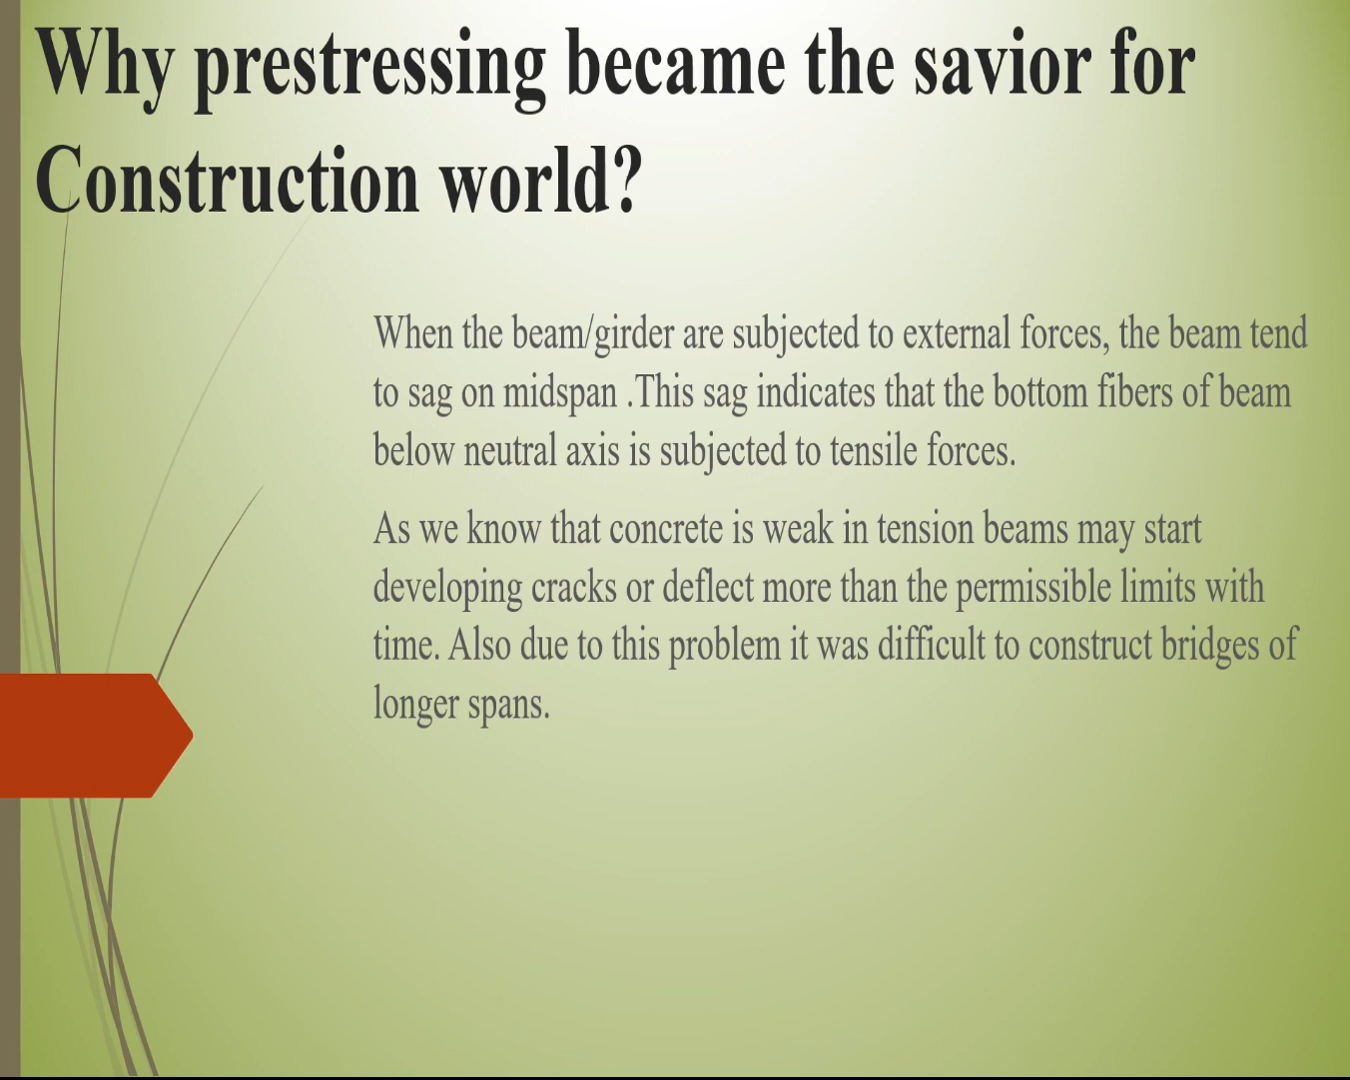 Why prestressing became the savior for
Construction world?
When the beam/girder are subjected to external forces, the beam tend
to sag on midspan .This sag indicates that the bottom fibers of beam
below neutral axis is subjected to tensile forces.
As we know that concrete is weak in tension beams may start
developing cracks or deflect more than the permissible limits with
time. Also due to this problem it was difficult to construct bridges of
longer spans.